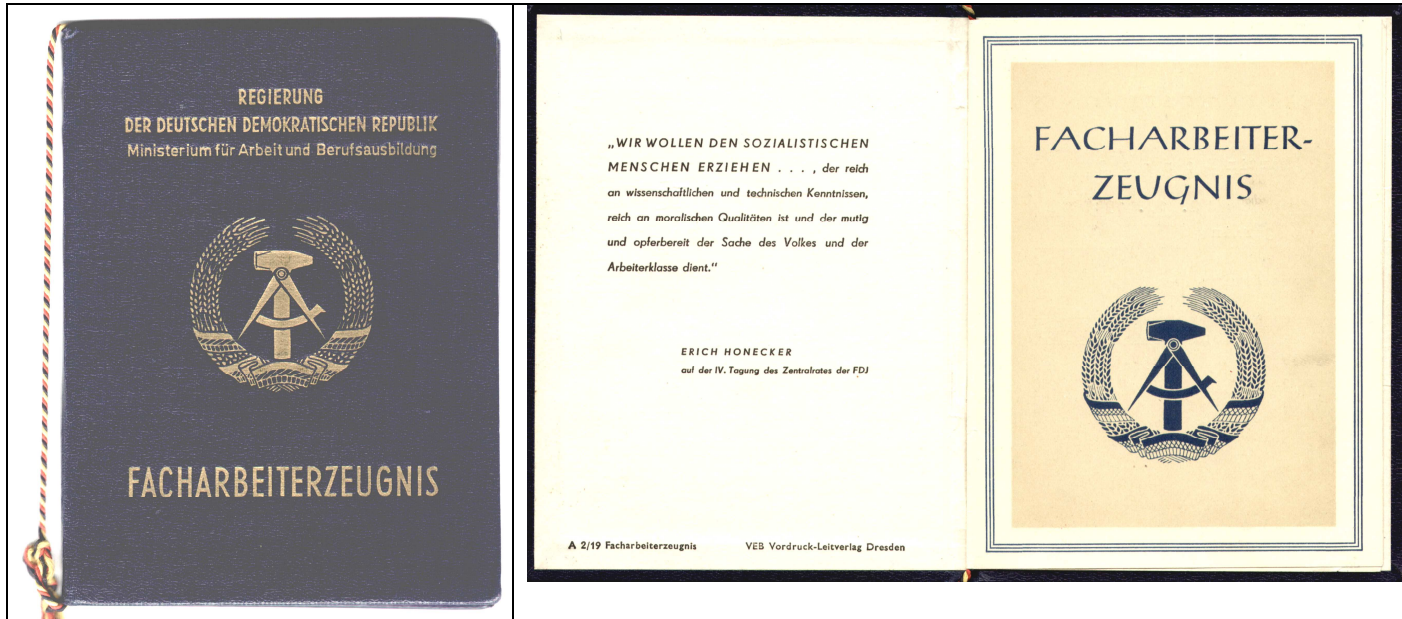 REGIERUNG
DER DEUTSCHEN DEMOKRATISCHEN REPUBLIK
Ministerium für Arbeit und Berufsausbildung
FACHARBEITERZEUGNIS
„WIR WOLLEN DEN SOZIALISTISCHEN
MENSCHEN ERZIEHEN . . . , der reich
an wissenschaftlichen und technischen Kenntnissen,
reich an moralischen Qualitäten ist und der mutig
und opferbereit der Sache des Volkes und der
Arbeiterklasse dient.“
ERICH HONECKER
auf der IV. Tagung des Zentralrates der FDJ
A 2/19 Facharbeiterzeugnis VEB Vordruck-Leitverlag Dresden
FACHARBEITER-
ZEUGNIS